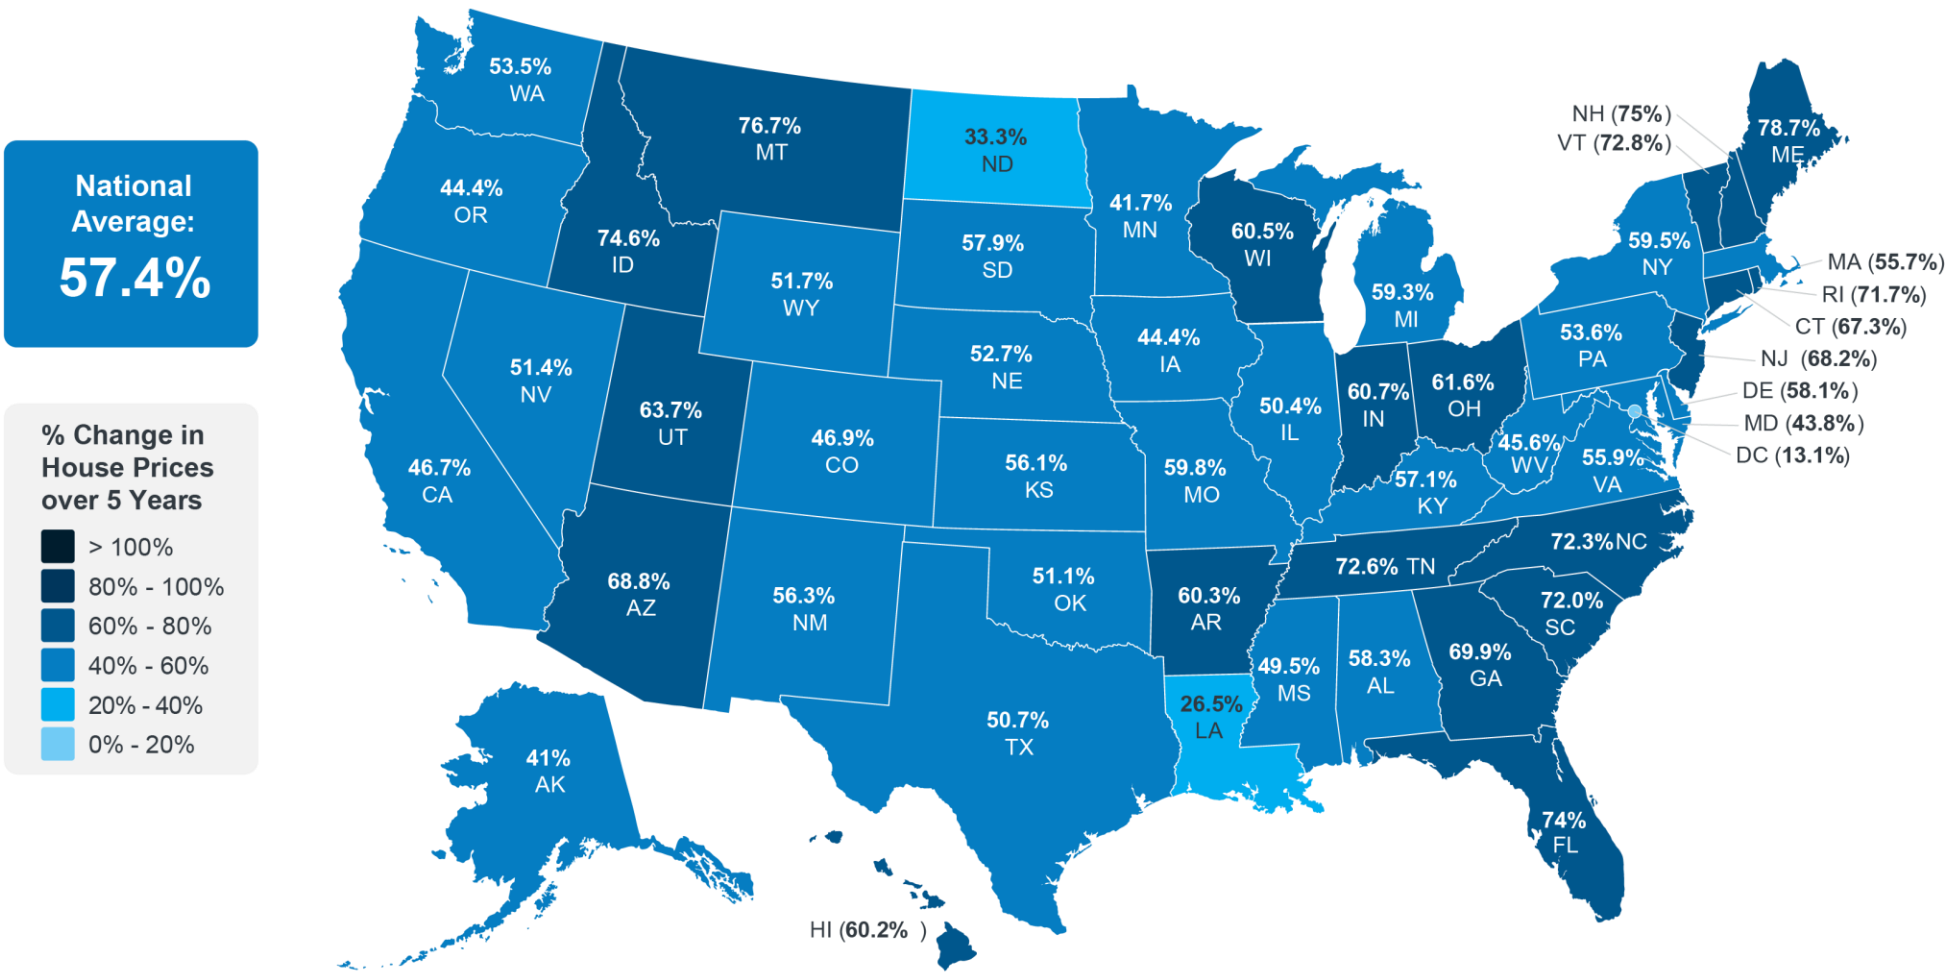 National
Average:
57.4%
% Change in
House Prices
over 5 Years
> 100%
80% - 100%
60% - 80%
40% - 60%
20% - 40%
0% - 20%
53.5%
WA
44.4%
OR
46.7%
CA
51.4%
NV
74.6%
ID
76.7%
MT
51.7%
WY
63.7%
UT
46.9%
CO
68.8%
AZ
56.3%
NM
33.3%
ND
57.9%
SD
52.7%
NE
56.1%
KS
51.1%
OK
50.7%
TX
41.7%
MN
44.4%
IA
59.8%
MO
60.3%
AR
26.5%
LA
60.5%
WI
50.4%
IL
59.3%
MI
60.7%
IN
61.6%
OH
57.1%
KY
72.6% TN
49.5%
MS
58.3%
AL
69.9%
GA
74%
FL
72.0%
SC
72.3%NC
55.9%
VA
45.6%
WV
53.6%
PA
59.5%
NY
78.7%
ME
NH (75%)
VT (72.8%)
MA (55.7%)
RI (71.7%)
CT (67.3%)
NJ (68.2%)
DE (58.1%)
MD (43.8%)
DC (13.1%)
41%
AK
HI (60.2% )